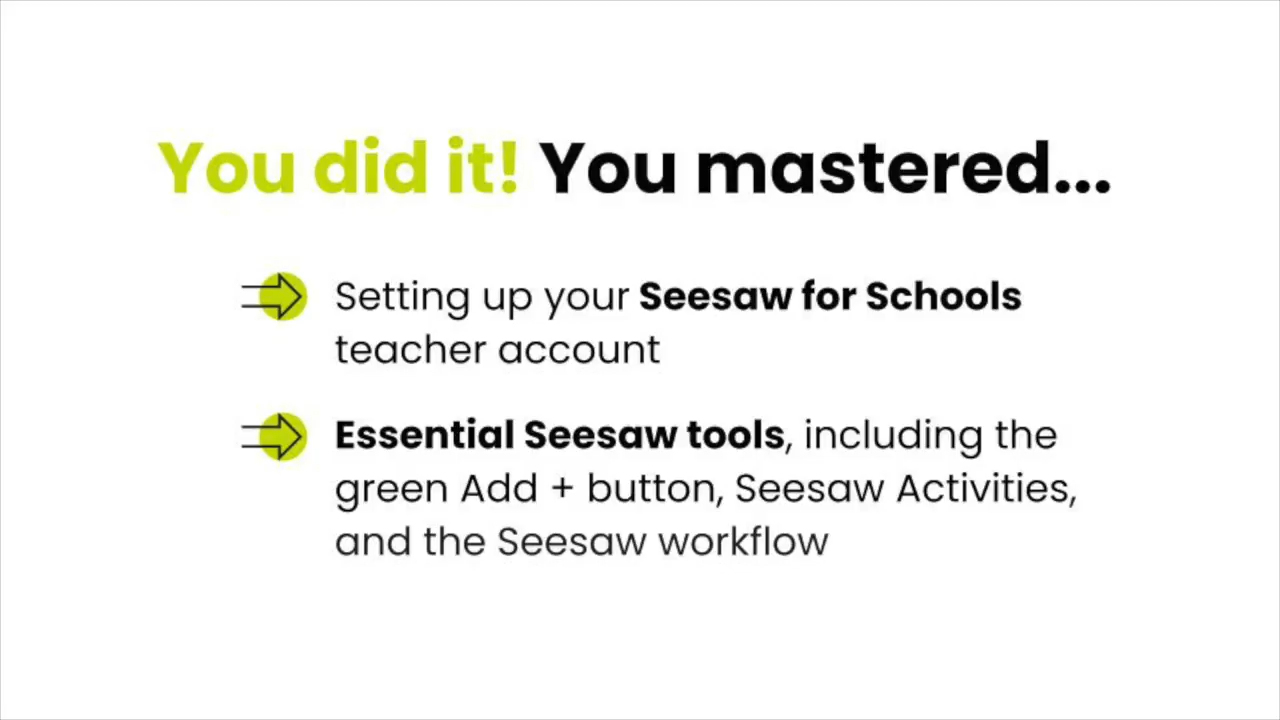 You did it! You mastered...
Setting up your Seesaw for Schools
teacher account
Essential Seesaw tools, including the
green Add + button, Seesaw Activities,
and the Seesaw workflow